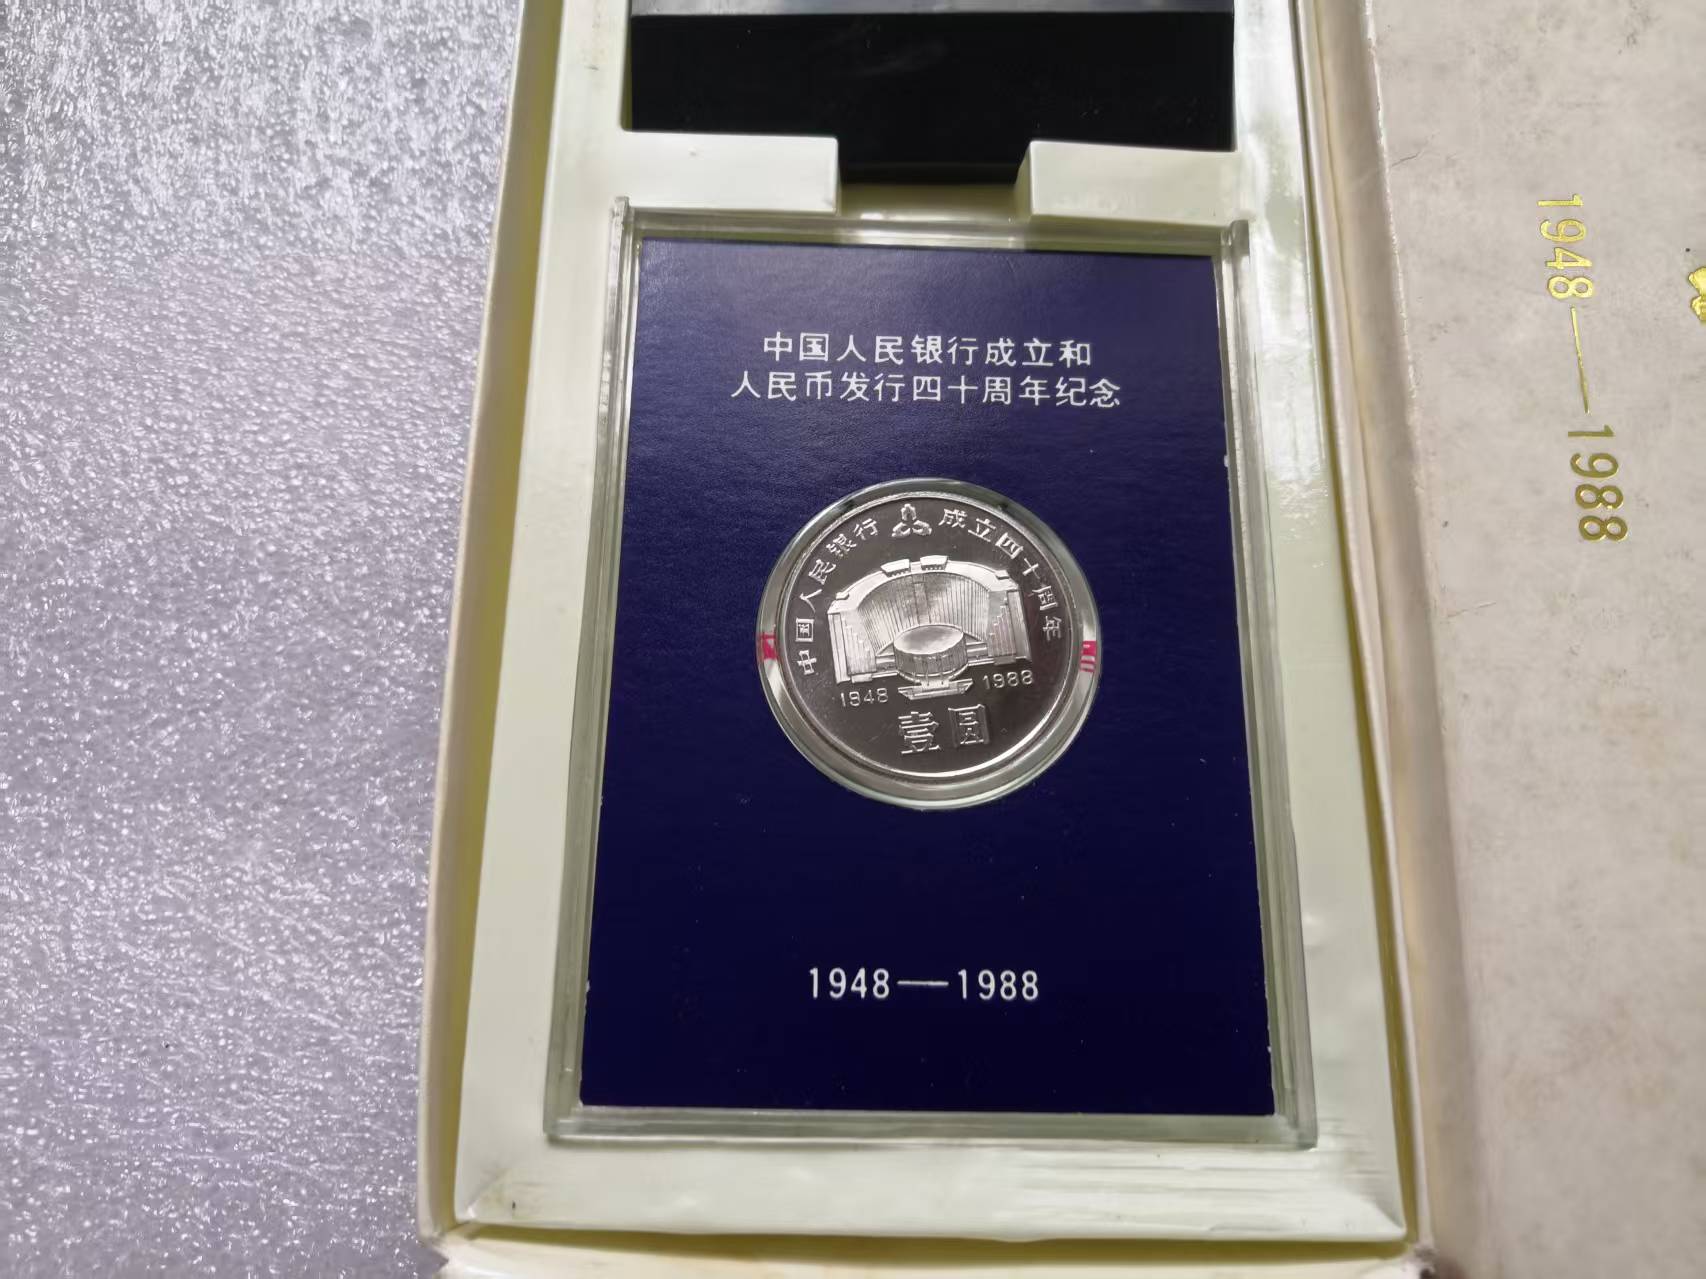 中国人民银行成立和
人民币发行四十周年纪念
中国人民银行 成立四十周年
1948 1988
壹圆
1948—1988
1948—1988